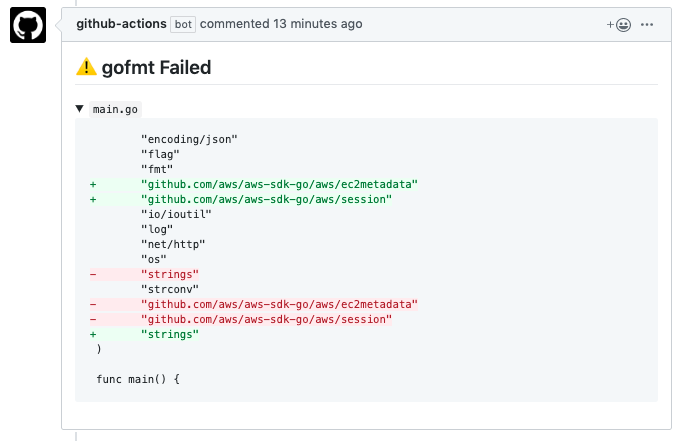 github-actions bot commented 13 minutes ago
gofmt Failed
▼ main.go
        "encoding/json"
        "flag"
        "fmt"
+       "github.com/aws/aws-sdk-go/aws/ec2metadata"
+       "github.com/aws/aws-sdk-go/aws/session"
        "io/ioutil"
        "log"
        "net/http"
        "os"
-       "strings"
        "strconv"
-       "github.com/aws/aws-sdk-go/aws/ec2metadata"
-       "github.com/aws/aws-sdk-go/aws/session"
+       "strings"
 )
 func main() {